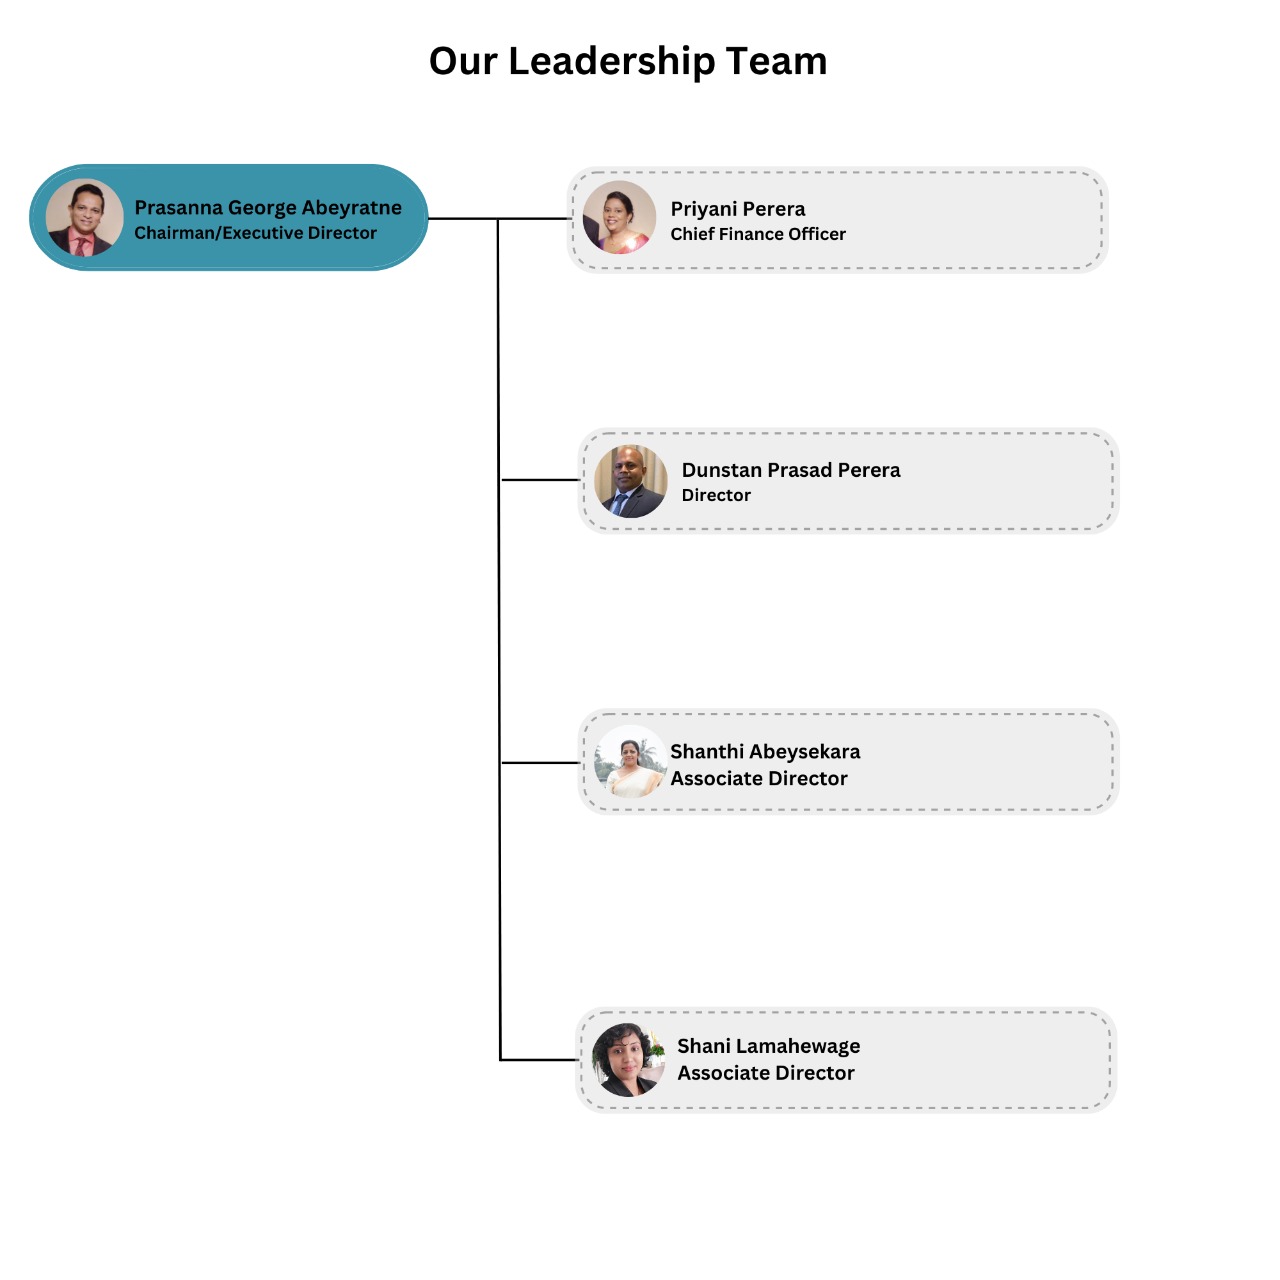 Our Leadership Team
Prasanna George Abeyratne
Chairman/Executive Director
Priyani Perera
Chief Finance Officer
Dunstan Prasad Perera
Director
Shanthi Abeysekara
Associate Director
Shani Lamahewage
Associate Director